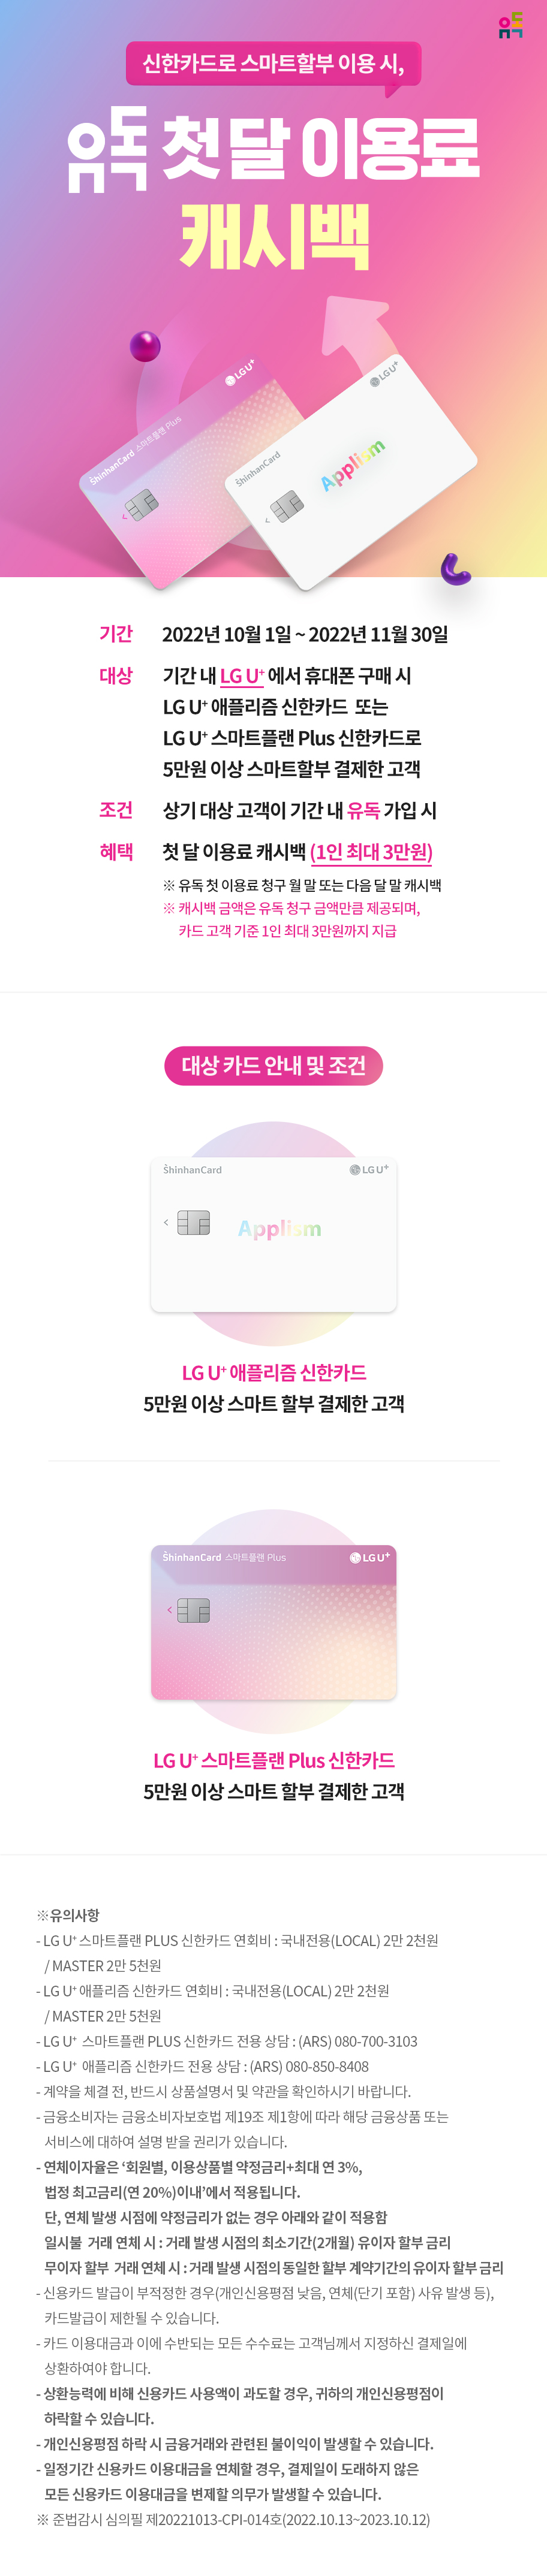 유독
신한카드로 스마트할부 이용 시,
유독 첫 달 이용료
캐시백
ShinhanCard 스마트플랜 Plus
LG U+
ShinhanCard
Applism
LG U+
기간 2022년 10월 1일 ~ 2022년 11월 30일
대상 기간 내 LG U+ 에서 휴대폰 구매 시
LG U+ 애플리즘 신한카드 또는
LG U+ 스마트플랜 Plus 신한카드로
5만원 이상 스마트할부 결제한 고객
조건 상기 대상 고객이 기간 내 유독 가입 시
혜택 첫 달 이용료 캐시백 (1인 최대 3만원)
※ 유독 첫 이용료 청구 월 말 또는 다음 달 말 캐시백
※ 캐시백 금액은 유독 청구 금액만큼 제공되며,
카드 고객 기준 1인 최대 3만원까지 지급
대상 카드 안내 및 조건
ShinhanCard LG U+
Applism
LG U+ 애플리즘 신한카드
5만원 이상 스마트 할부 결제한 고객
ShinhanCard 스마트플랜 Plus LG U+
LG U+ 스마트플랜 Plus 신한카드
5만원 이상 스마트 할부 결제한 고객
※유의사항
- LG U+ 스마트플랜 PLUS 신한카드 연회비 : 국내전용(LOCAL) 2만 2천원
/ MASTER 2만 5천원
- LG U+ 애플리즘 신한카드 연회비 : 국내전용(LOCAL) 2만 2천원
/ MASTER 2만 5천원
- LG U+ 스마트플랜 PLUS 신한카드 전용 상담 : (ARS) 080-700-3103
- LG U+ 애플리즘 신한카드 전용 상담 : (ARS) 080-850-8408
- 계약을 체결 전, 반드시 상품설명서 및 약관을 확인하시기 바랍니다.
- 금융소비자는 금융소비자보호법 제19조 제1항에 따라 해당 금융상품 또는
서비스에 대하여 설명 받을 권리가 있습니다.
- 연체이자율은 ‘회원별, 이용상품별 약정금리+최대 연 3%,
법정 최고금리(연 20%)이내’에서 적용됩니다.
단, 연체 발생 시점에 약정금리가 없는 경우 아래와 같이 적용함
일시불 거래 연체 시 : 거래 발생 시점의 최소기간(2개월) 유이자 할부 금리
무이자 할부 거래 연체 시 : 거래 발생 시점의 동일한 할부 계약기간의 유이자 할부 금리
- 신용카드 발급이 부적정한 경우(개인신용평점 낮음, 연체(단기 포함) 사유 발생 등),
카드발급이 제한될 수 있습니다.
- 카드 이용대금과 이에 수반되는 모든 수수료는 고객님께서 지정하신 결제일에
상환하여야 합니다.
- 상환능력에 비해 신용카드 사용액이 과도할 경우, 귀하의 개인신용평점이
하락할 수 있습니다.
- 개인신용평점 하락 시 금융거래와 관련된 불이익이 발생할 수 있습니다.
- 일정기간 신용카드 이용대금을 연체할 경우, 결제일이 도래하지 않은
모든 신용카드 이용대금을 변제할 의무가 발생할 수 있습니다.
※ 준법감시 심의필 제20221013-CPI-014호(2022.10.13~2023.10.12)